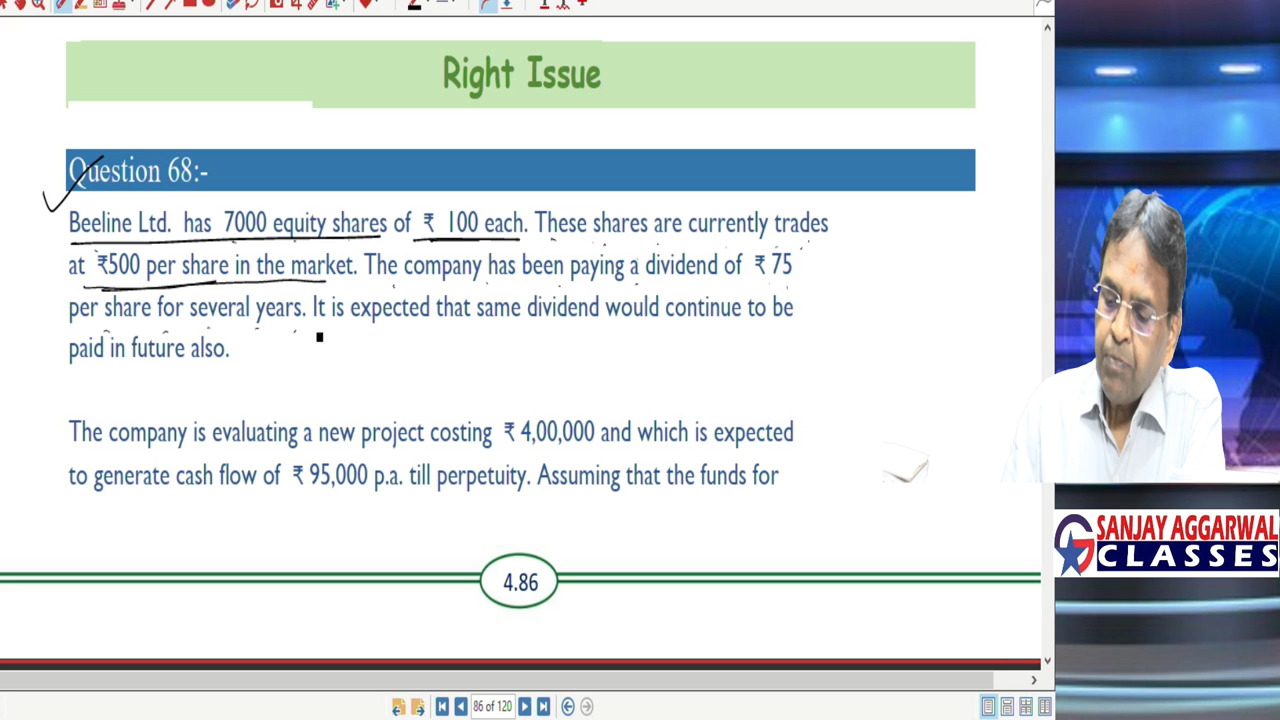 Right Issue
Question 68:-
Beeline Ltd. has 7000 equity shares of ₹ 100 each. These shares are currently trades
at ₹500 per share in the market. The company has been paying a dividend of ₹ 75
per share for several years. It is expected that same dividend would continue to be
paid in future also.
The company is evaluating a new project costing ₹ 4,00,000 and which is expected
to generate cash flow of ₹ 95,000 p.a. till perpetuity. Assuming that the funds for
4.86
SANJAY AGGARWAL
CLASSES
86 of 120